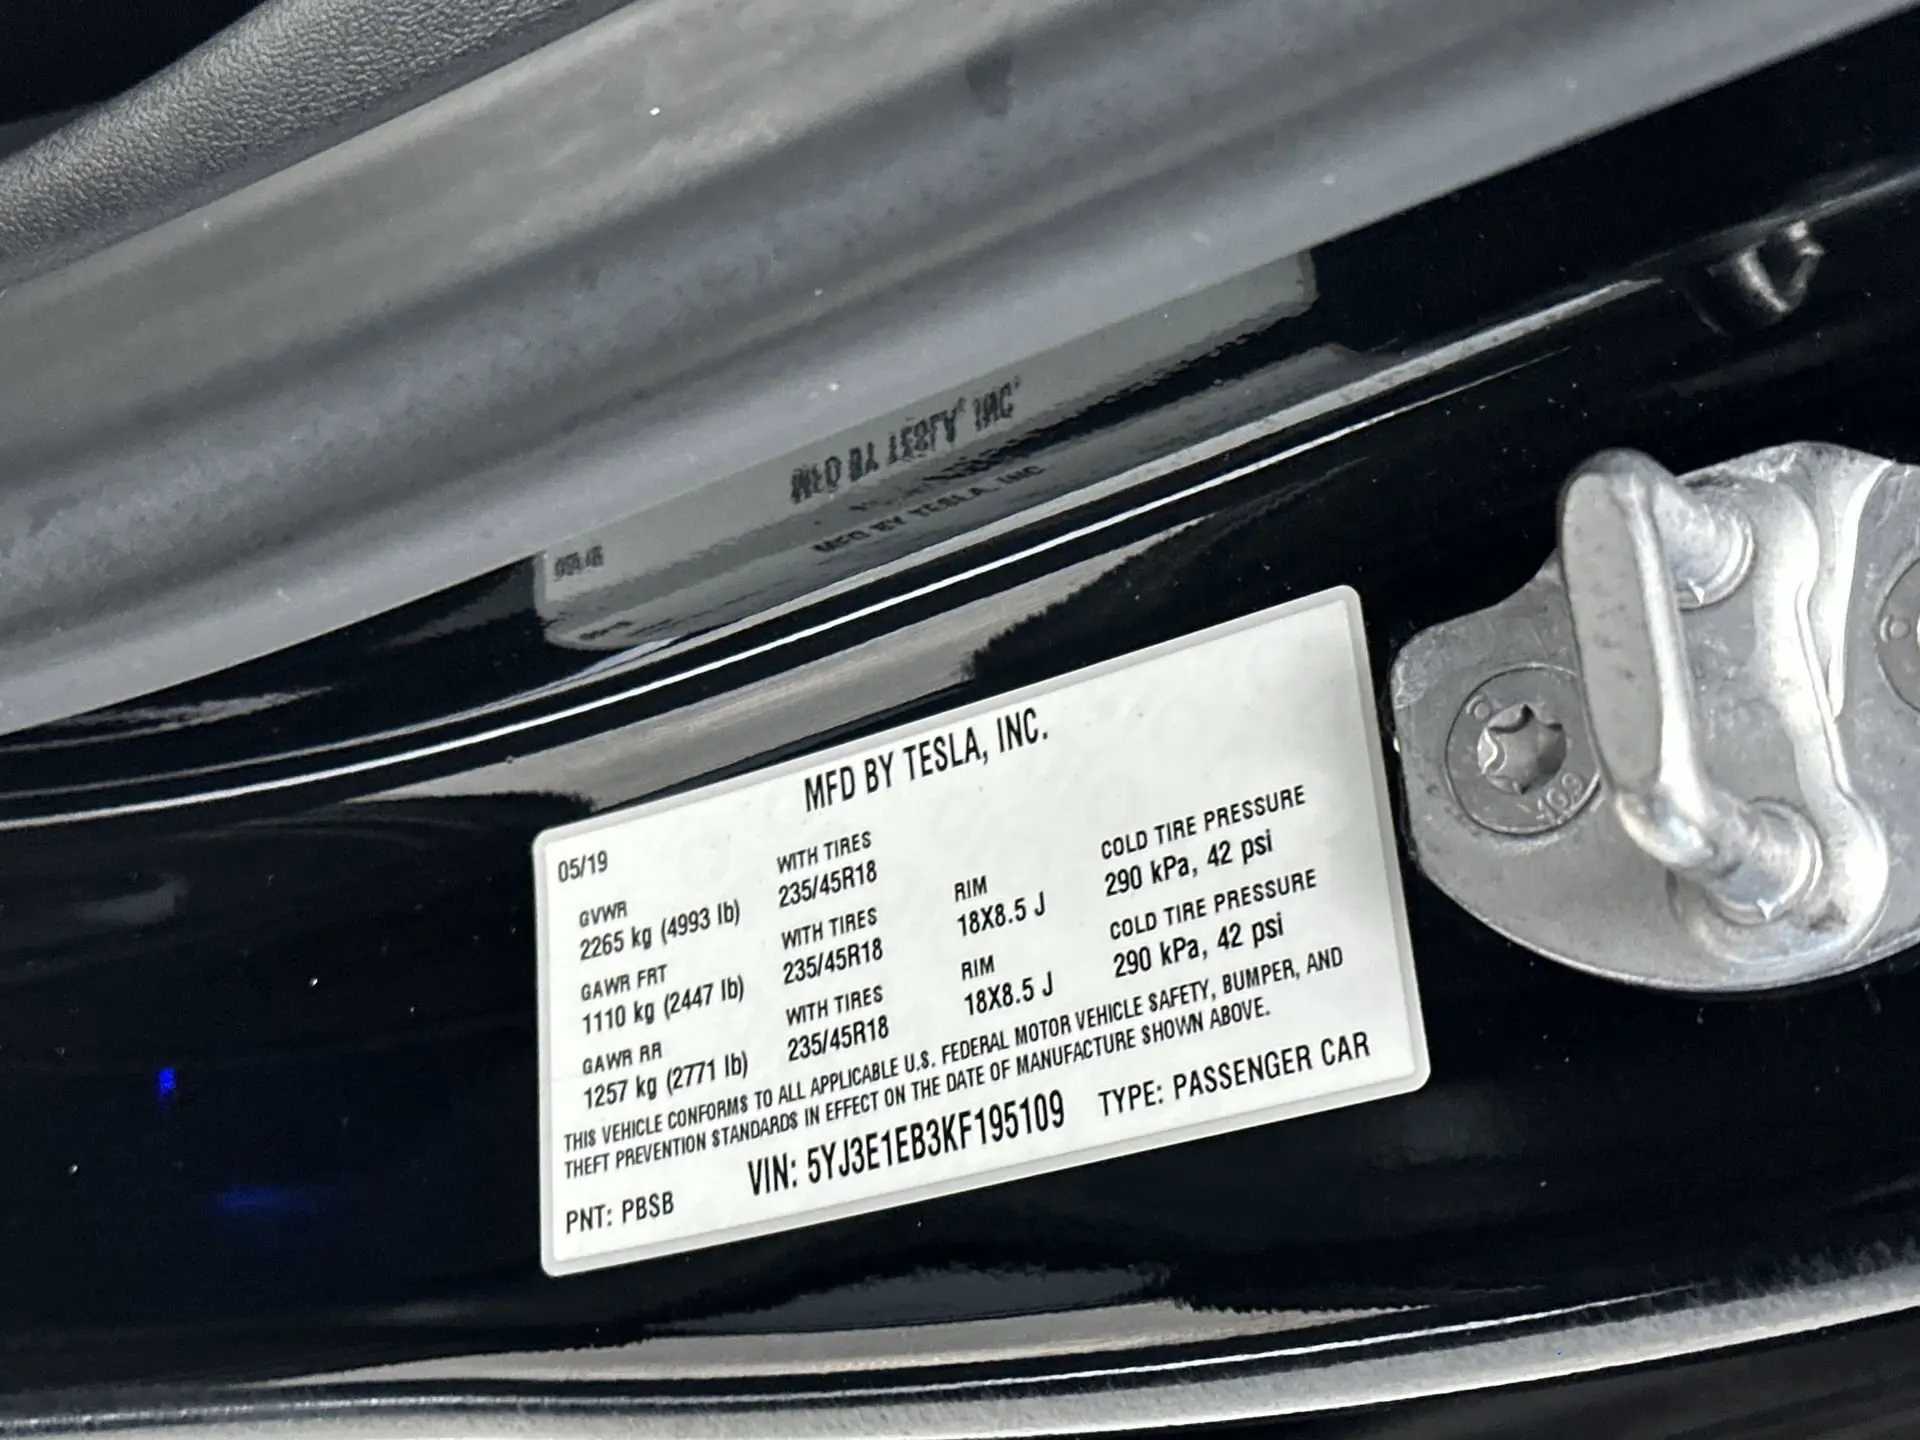 MFD BY TESLA, INC.
MFD BY TESLA, INC.
05/19
GVWR
2265 kg (4993 lb)
WITH TIRES
235/45R18
GAWR FRT
1110 kg (2447 lb)
WITH TIRES
235/45R18
RIM
18X8.5 J
COLD TIRE PRESSURE
290 kPa, 42 psi
GAWR RR
1257 kg (2771 lb)
WITH TIRES
235/45R18
RIM
18X8.5 J
COLD TIRE PRESSURE
290 kPa, 42 psi
THIS VEHICLE CONFORMS TO ALL APPLICABLE U.S. FEDERAL MOTOR VEHICLE SAFETY, BUMPER, AND
THEFT PREVENTION STANDARDS IN EFFECT ON THE DATE OF MANUFACTURE SHOWN ABOVE.
VIN: 5YJ3E1EB3KF195109
TYPE: PASSENGER CAR
PNT: PBSB